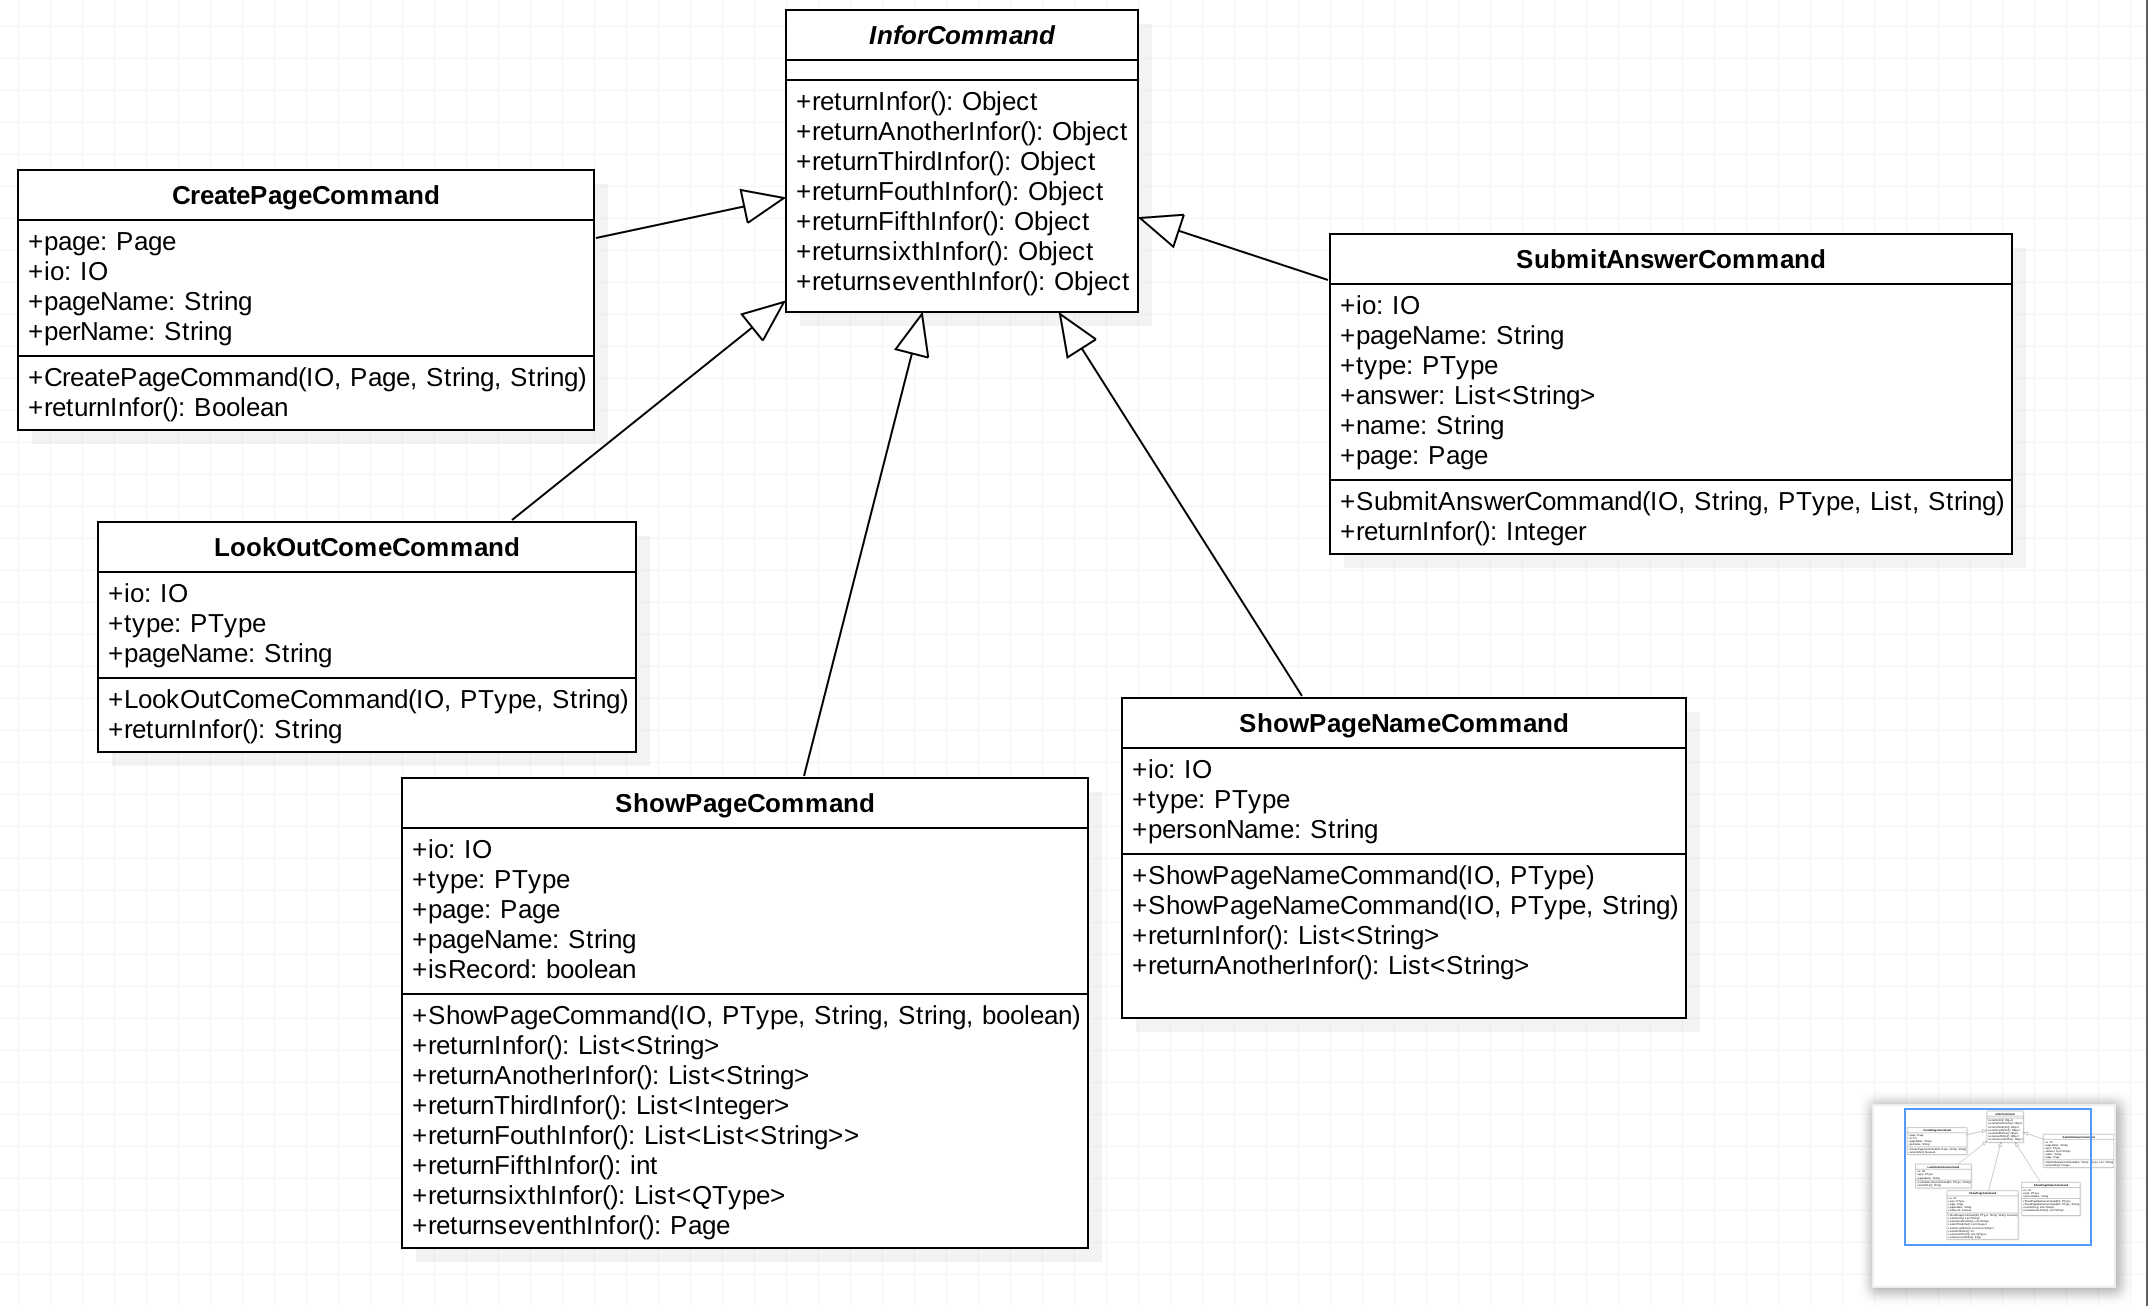 InforCommand
+returnInfor(): Object
+returnAnotherInfor(): Object
+returnThirdInfor(): Object
+returnFouthInfor(): Object
+returnFifthInfor(): Object
+returnsixthInfor(): Object
+returnseventhInfor(): Object
CreatePageCommand
+page: Page
+io: IO
+pageName: String
+perName: String
+CreatePageCommand(IO, Page, String, String)
+returnInfor(): Boolean
SubmitAnswerCommand
+io: IO
+pageName: String
+type: PType
+answer: List<String>
+name: String
+page: Page
+SubmitAnswerCommand(IO, String, PType, List, String)
+returnInfor(): Integer
LookOutComeCommand
+io: IO
+type: PType
+pageName: String
+LookOutComeCommand(IO, PType, String)
+returnInfor(): String
ShowPageCommand
+io: IO
+type: PType
+page: Page
+pageName: String
+isRecord: boolean
+ShowPageCommand(IO, PType, String, String, boolean)
+returnInfor(): List<String>
+returnAnotherInfor(): List<String>
+returnThirdInfor(): List<Integer>
+returnFouthInfor(): List<List<String>>
+returnFifthInfor(): int
+returnsixthInfor(): List<QType>
+returnseventhInfor(): Page
ShowPageNameCommand
+io: IO
+type: PType
+personName: String
+ShowPageNameCommand(IO, PType)
+ShowPageNameCommand(IO, PType, String)
+returnInfor(): List<String>
+returnAnotherInfor(): List<String>